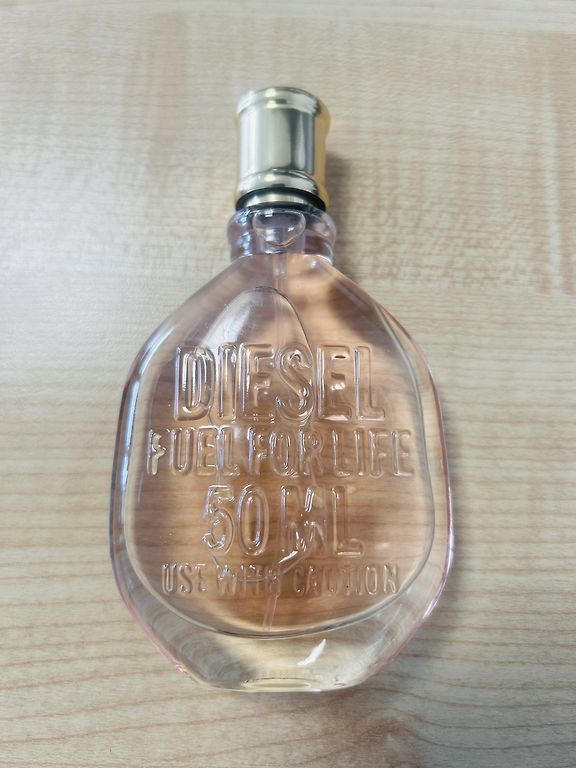 DIESEL
FUEL FOR LIFE
50 ML
USE WITH CAUTION